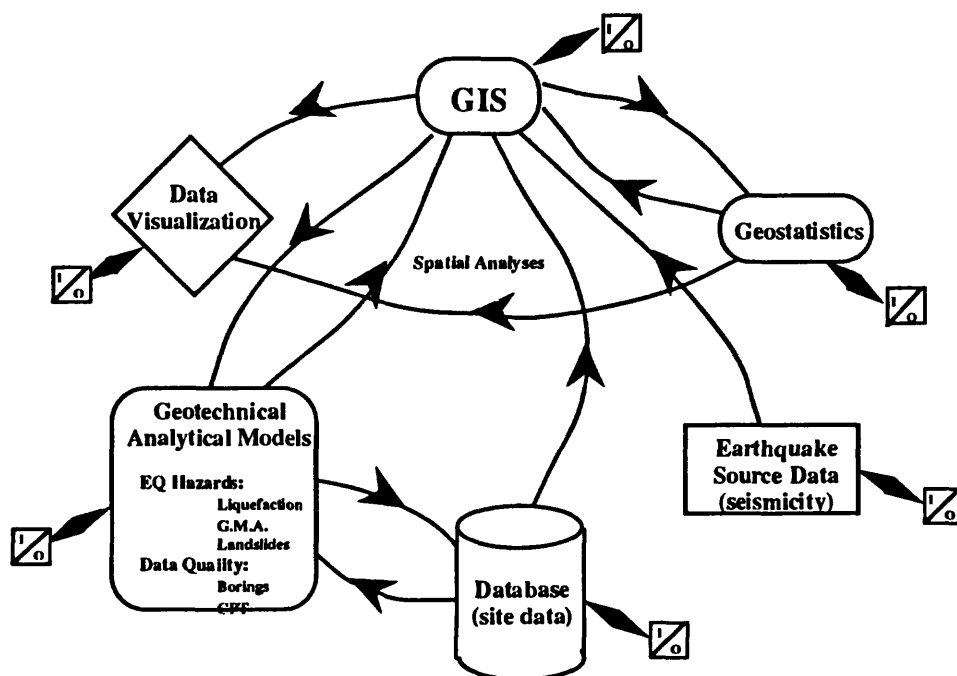 I/O
GIS
Data
Visualization
Geostatistics
I/O
Spatial Analyses
I/O
Geotechnical
Analytical Models
EQ Hazards:
Liquefaction
G.M.A.
Landslides
Data Quality:
Borings
CPT
Earthquake
Source Data
(seismicity)
I/O
I/O
Database
(site data)
I/O